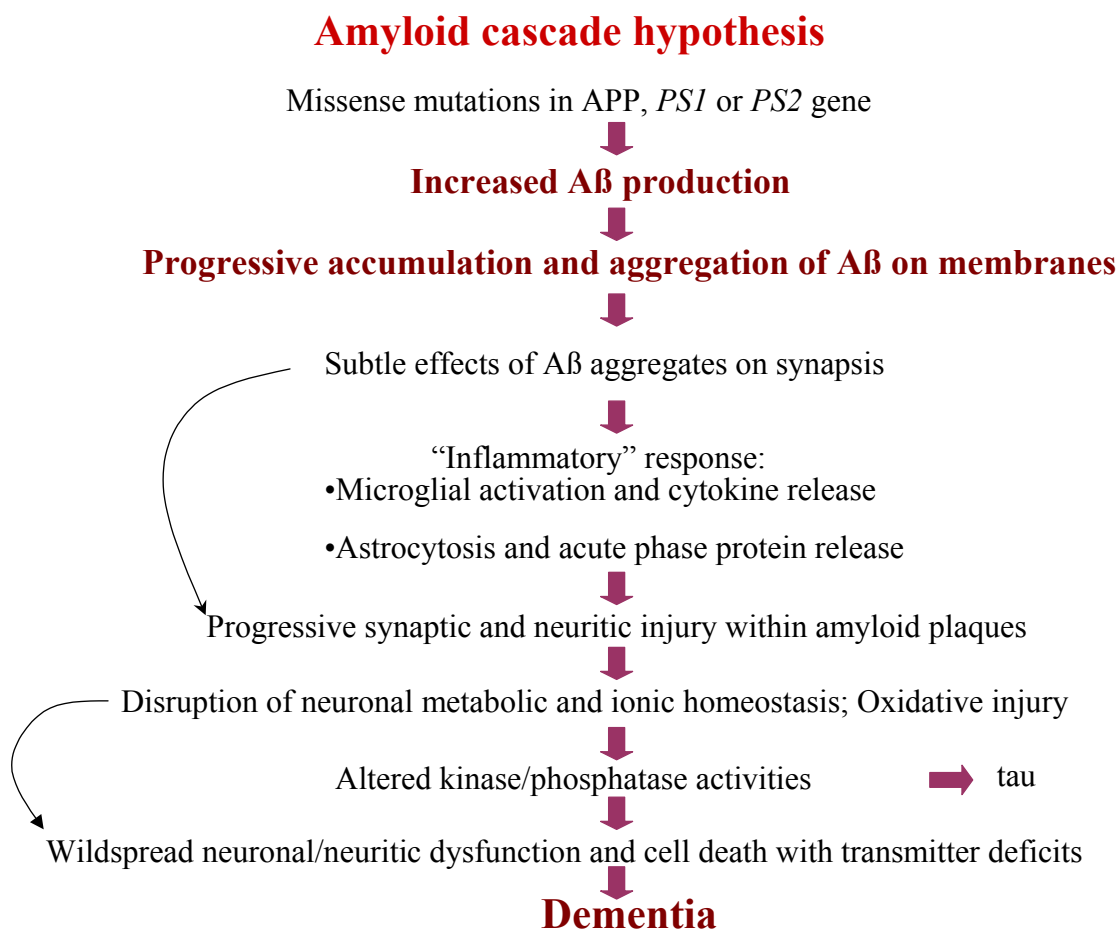 Amyloid cascade hypothesis
Missense mutations in APP, PS1 or PS2 gene
Increased Aß production
Progressive accumulation and aggregation of Aß on membranes
Subtle effects of Aß aggregates on synapsis
“Inflammatory” response:
•Microglial activation and cytokine release
•Astrocytosis and acute phase protein release
Progressive synaptic and neuritic injury within amyloid plaques
Disruption of neuronal metabolic and ionic homeostasis; Oxidative injury
Altered kinase/phosphatase activities
tau
Wildspread neuronal/neuritic dysfunction and cell death with transmitter deficits
Dementia